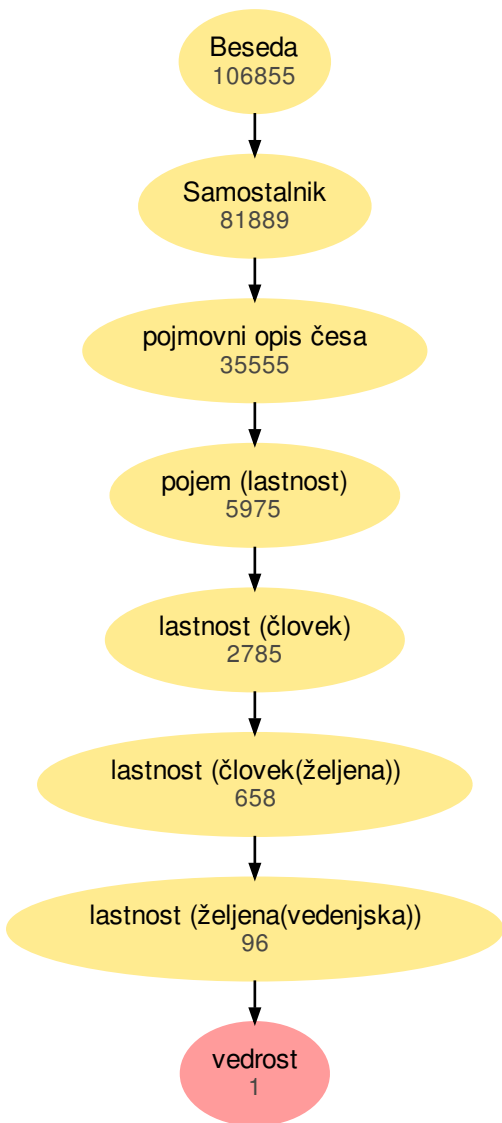 Beseda
106855
Samostalnik
81889
pojmovni opis česa
35555
pojem (lastnost)
5975
lastnost (človek)
2785
lastnost (človek(željena))
658
lastnost (željena(vedenjska))
96
vedrost
1